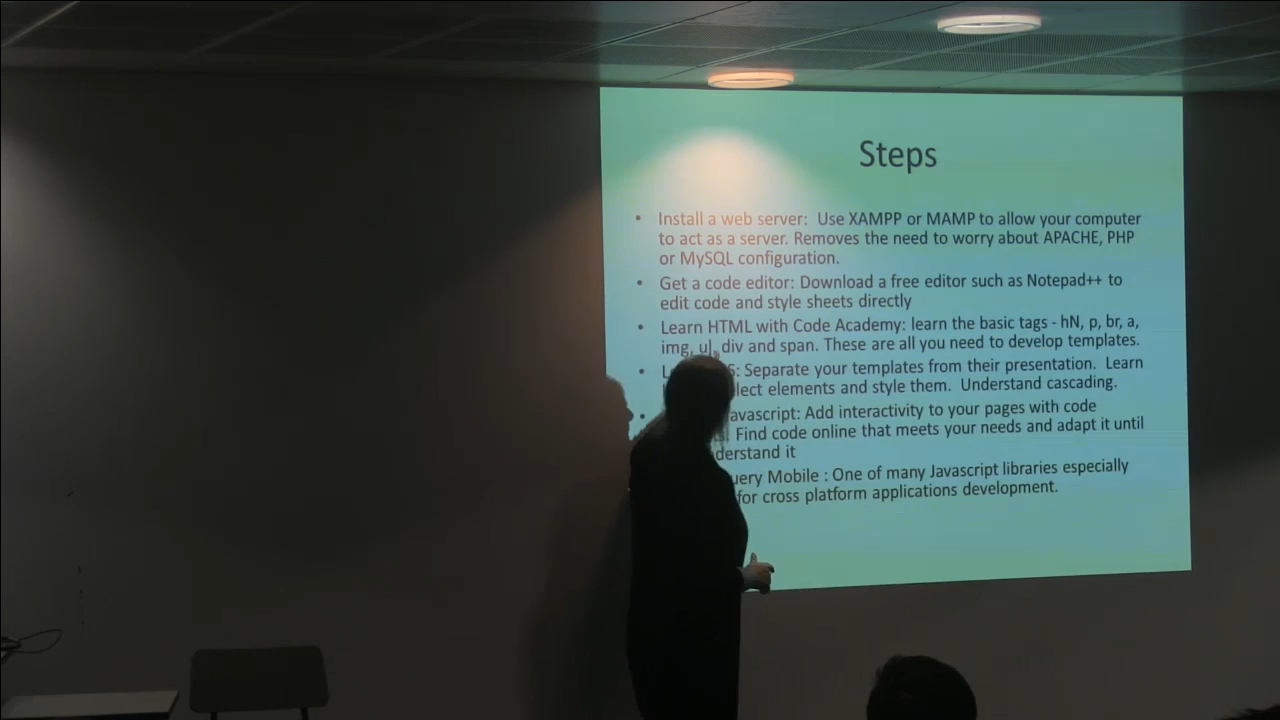 Steps
• Install a web server: Use XAMPP or MAMP to allow your computer
to act as a server. Removes the need to worry about APACHE, PHP
or MySQL configuration.
• Get a code editor: Download a free editor such as Notepad++ to
edit code and style sheets directly
• Learn HTML with Code Academy: learn the basic tags - hN, p, br, a,
img, ul, div and span. These are all you need to develop templates.
• Separate your templates from their presentation. Learn
elements and style them. Understand cascading.
• Javascript: Add interactivity to your pages with code
Find code online that meets your needs and adapt it until
it
Mobile : One of many Javascript libraries especially
for cross platform applications development.